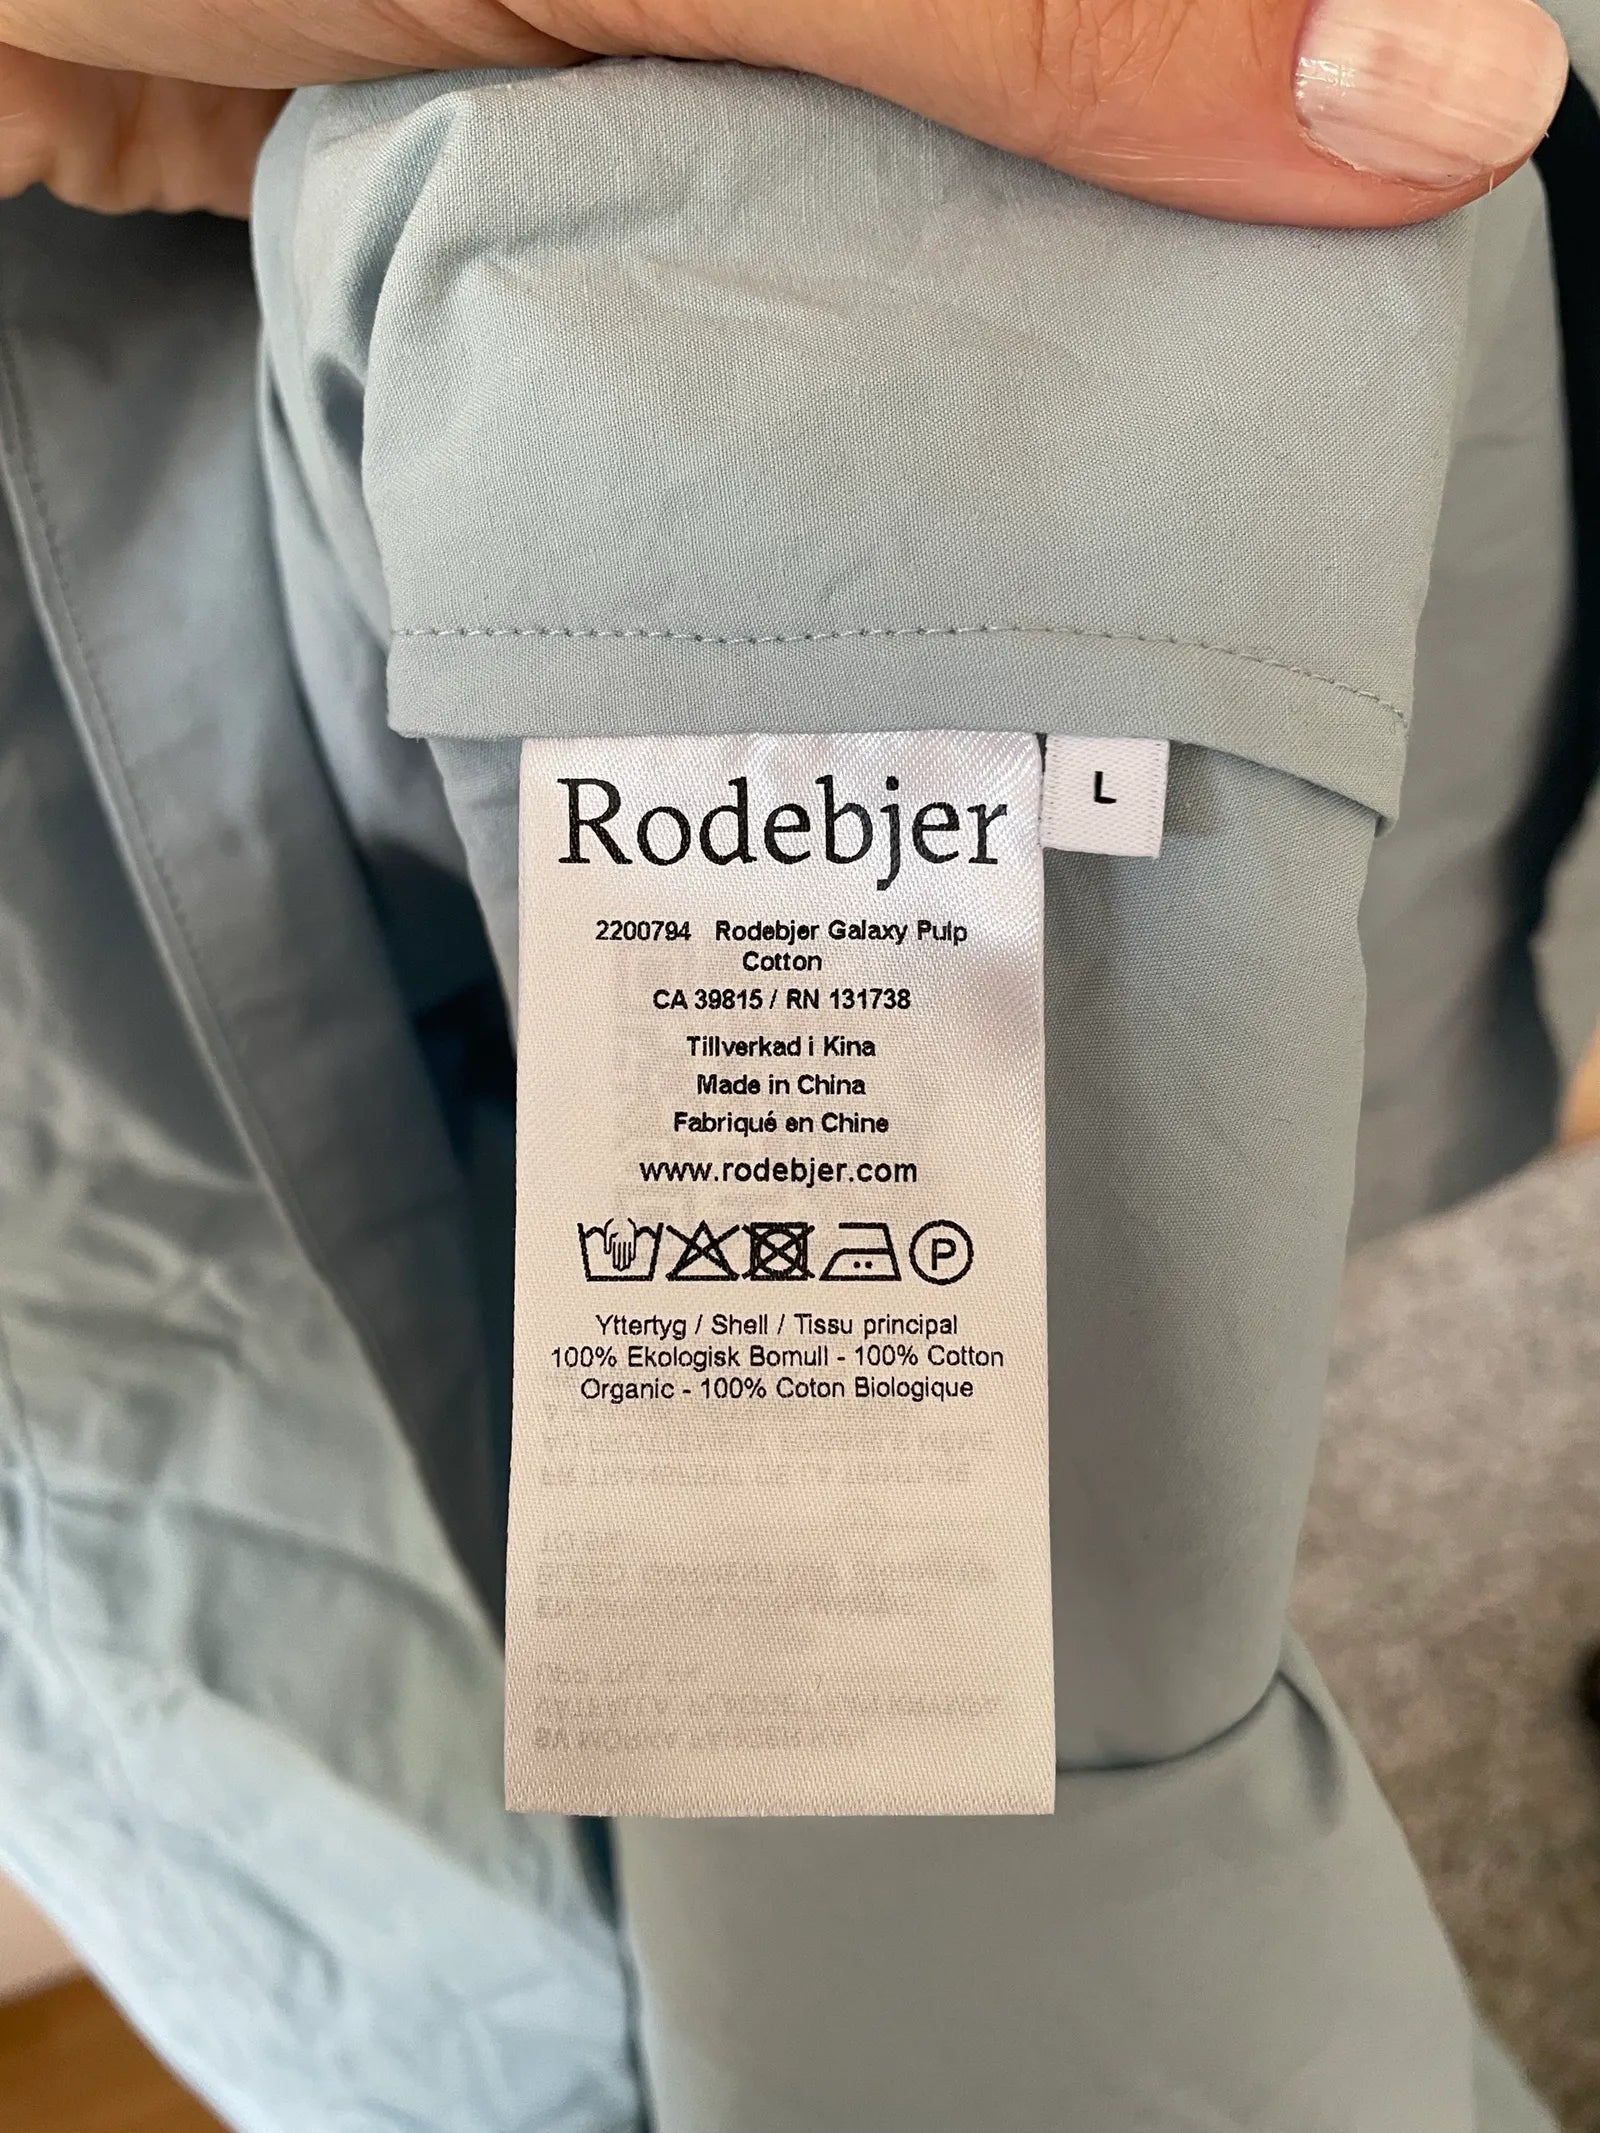 Rodebjer
L
2200794 Rodebjer Galaxy Pulp
Cotton
CA 39815 / RN 131738
Tillverkad i Kina
Made in China
Fabriqué en Chine
www.rodebjer.com
P
Yttertyg / Shell / Tissu principal
100% Ekologisk Bomull - 100% Cotton
Organic - 100% Coton Biologique